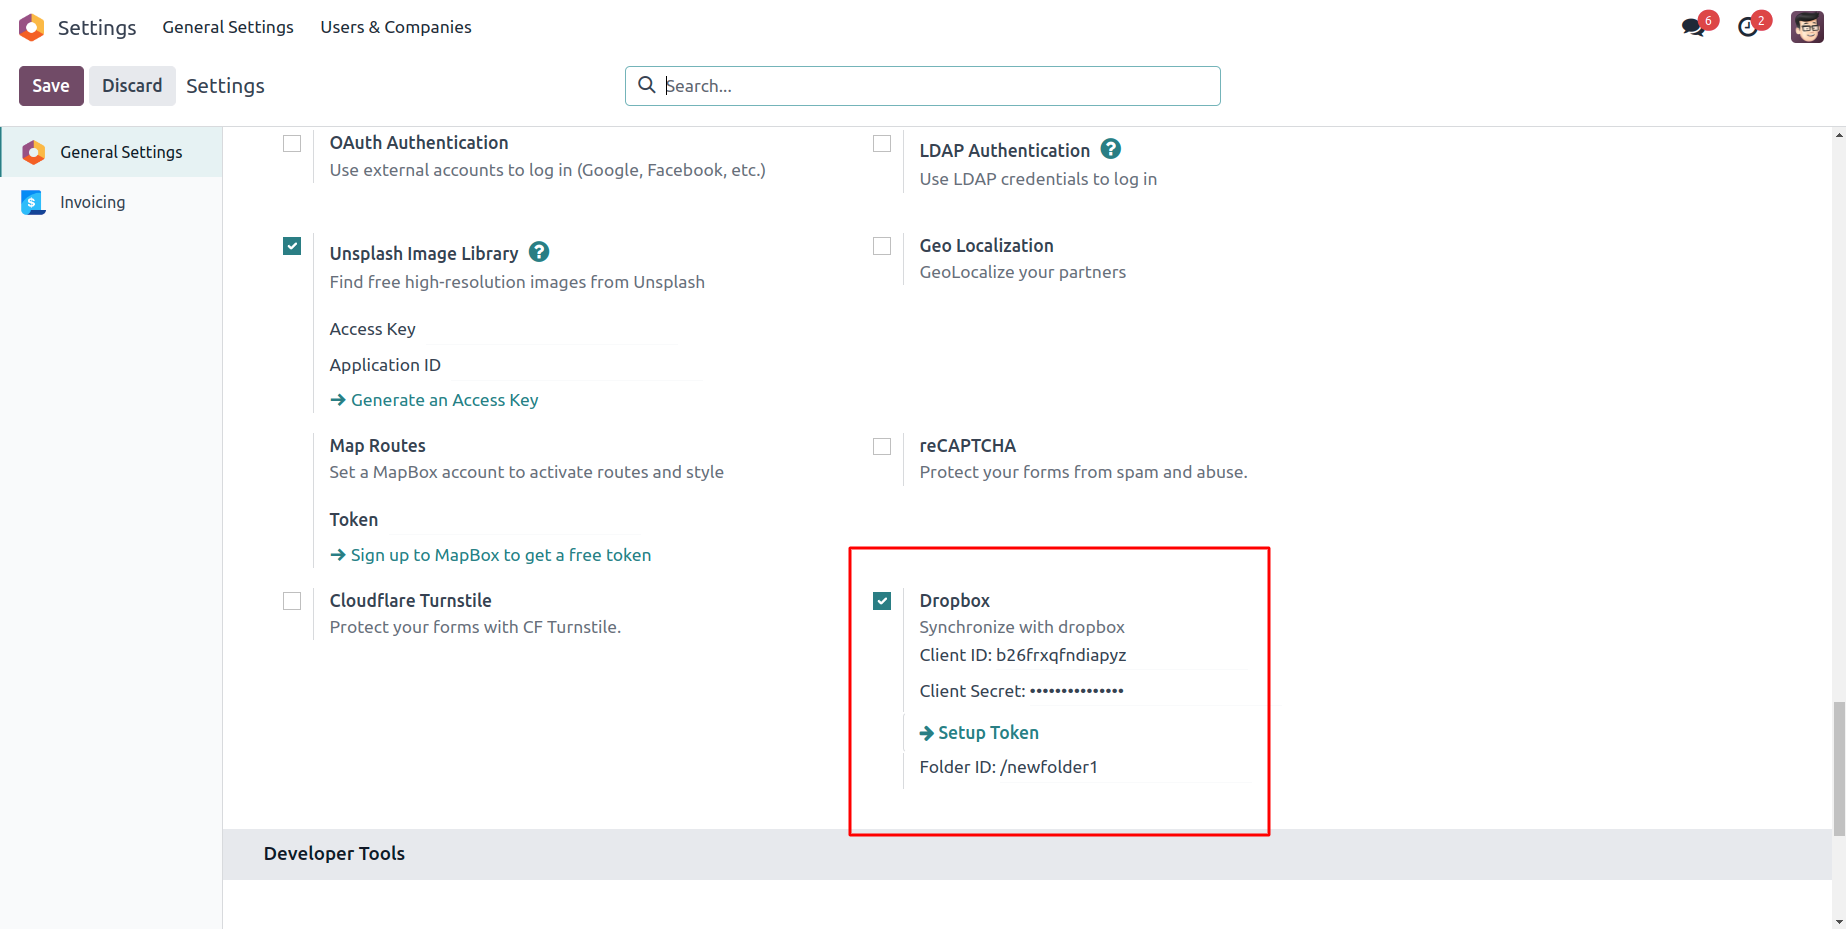 Settings General Settings Users & Companies 6 2
Save Discard Settings Search...
General Settings
Invoicing
OAuth Authentication
Use external accounts to log in (Google, Facebook, etc.)
LDAP Authentication ?
Use LDAP credentials to log in
Unsplash Image Library ?
Find free high-resolution images from Unsplash
Access Key
Application ID
→ Generate an Access Key
Geo Localization
GeoLocalize your partners
Map Routes
Set a MapBox account to activate routes and style
Token
→ Sign up to MapBox to get a free token
reCAPTCHA
Protect your forms from spam and abuse.
Cloudflare Turnstile
Protect your forms with CF Turnstile.
Dropbox
Synchronize with dropbox
Client ID: b26frxqfndiapyz
Client Secret: •••••••••••••••
→ Setup Token
Folder ID: /newfolder1
Developer Tools